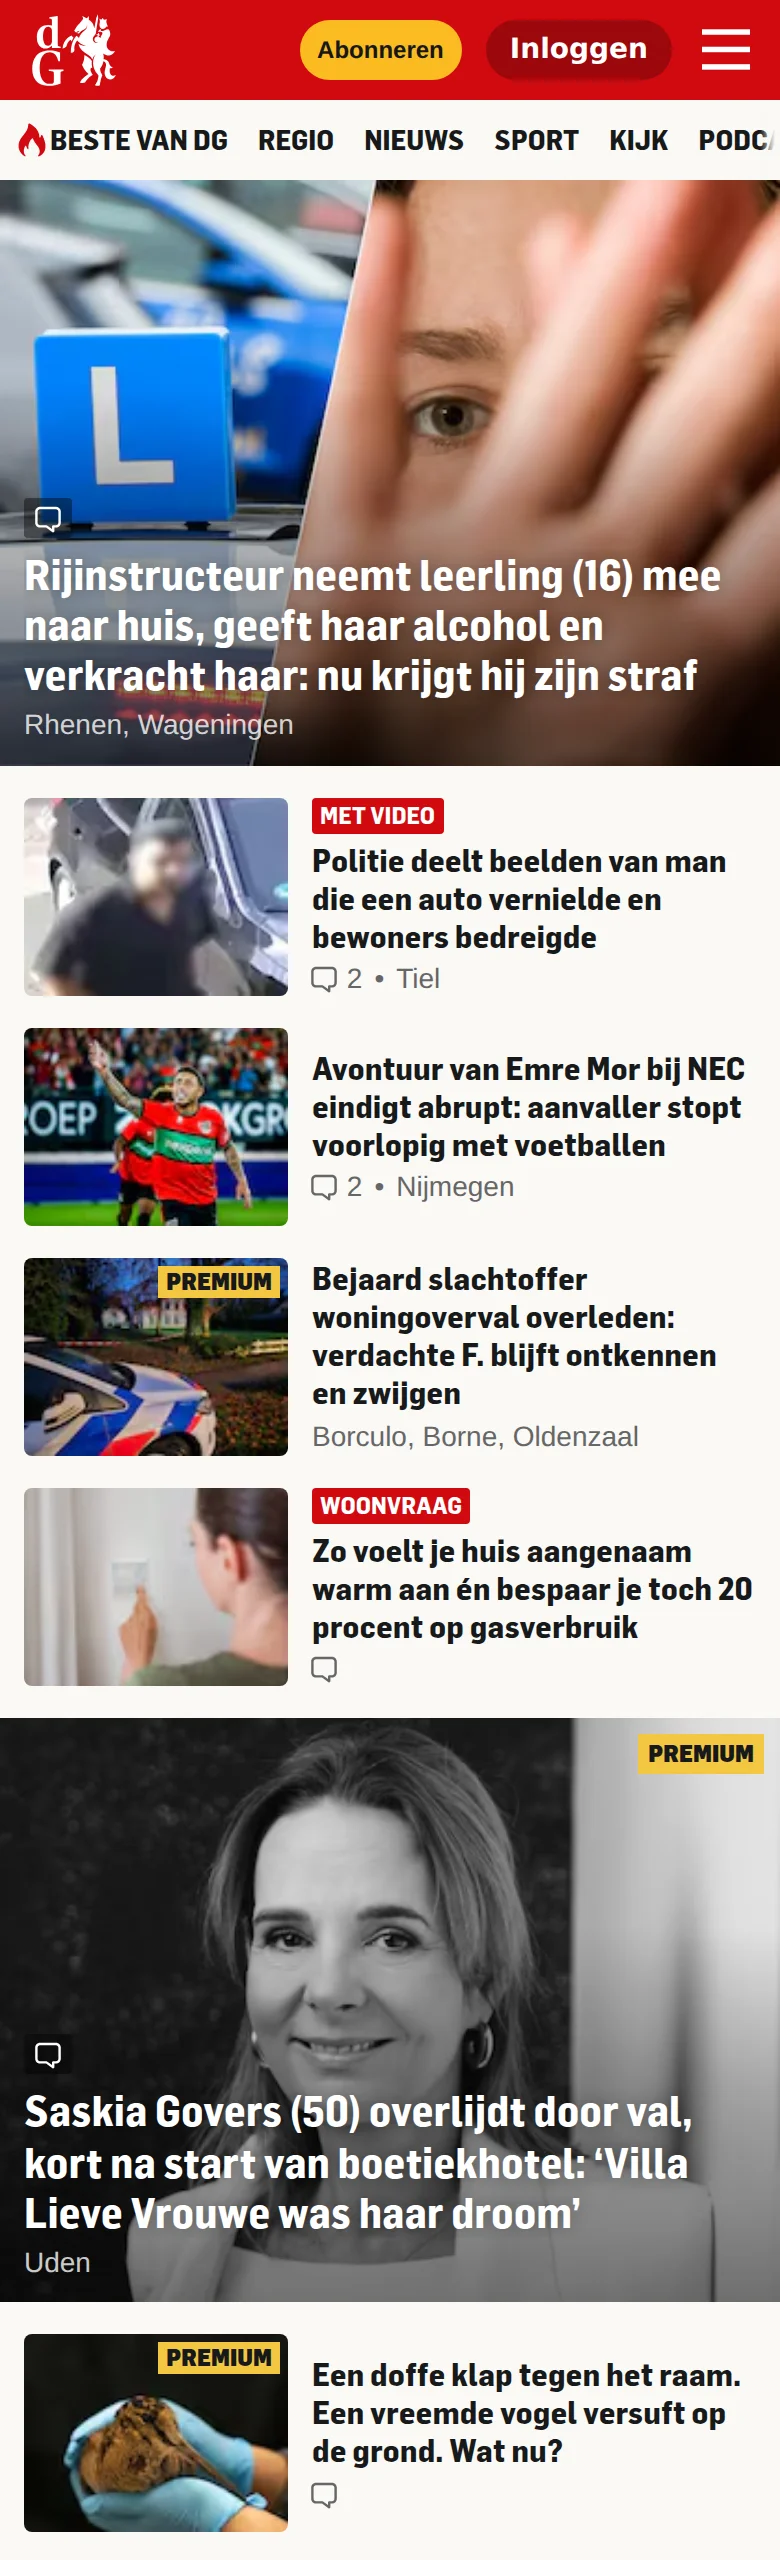 d
G
Abonneren
Inloggen
BESTE VAN DG REGIO NIEUWS SPORT KIJK PODCA
L
Rijinstructeur neemt leerling (16) mee
naar huis, geeft haar alcohol en
verkracht haar: nu krijgt hij zijn straf
Rhenen, Wageningen
MET VIDEO
Politie deelt beelden van man
die een auto vernielde en
bewoners bedreigde
2 • Tiel
Avontuur van Emre Mor bij NEC
eindigt abrupt: aanvaller stopt
voorlopig met voetballen
2 • Nijmegen
PREMIUM
Bejaard slachtoffer
woningoverval overleden:
verdachte F. blijft ontkennen
en zwijgen
Borculo, Borne, Oldenzaal
WOONVRAAG
Zo voelt je huis aangenaam
warm aan én bespaar je toch 20
procent op gasverbruik
PREMIUM
Saskia Govers (50) overlijdt door val,
kort na start van boetiekhotel: ‘Villa
Lieve Vrouwe was haar droom’
Uden
PREMIUM
Een doffe klap tegen het raam.
Een vreemde vogel versuft op
de grond. Wat nu?